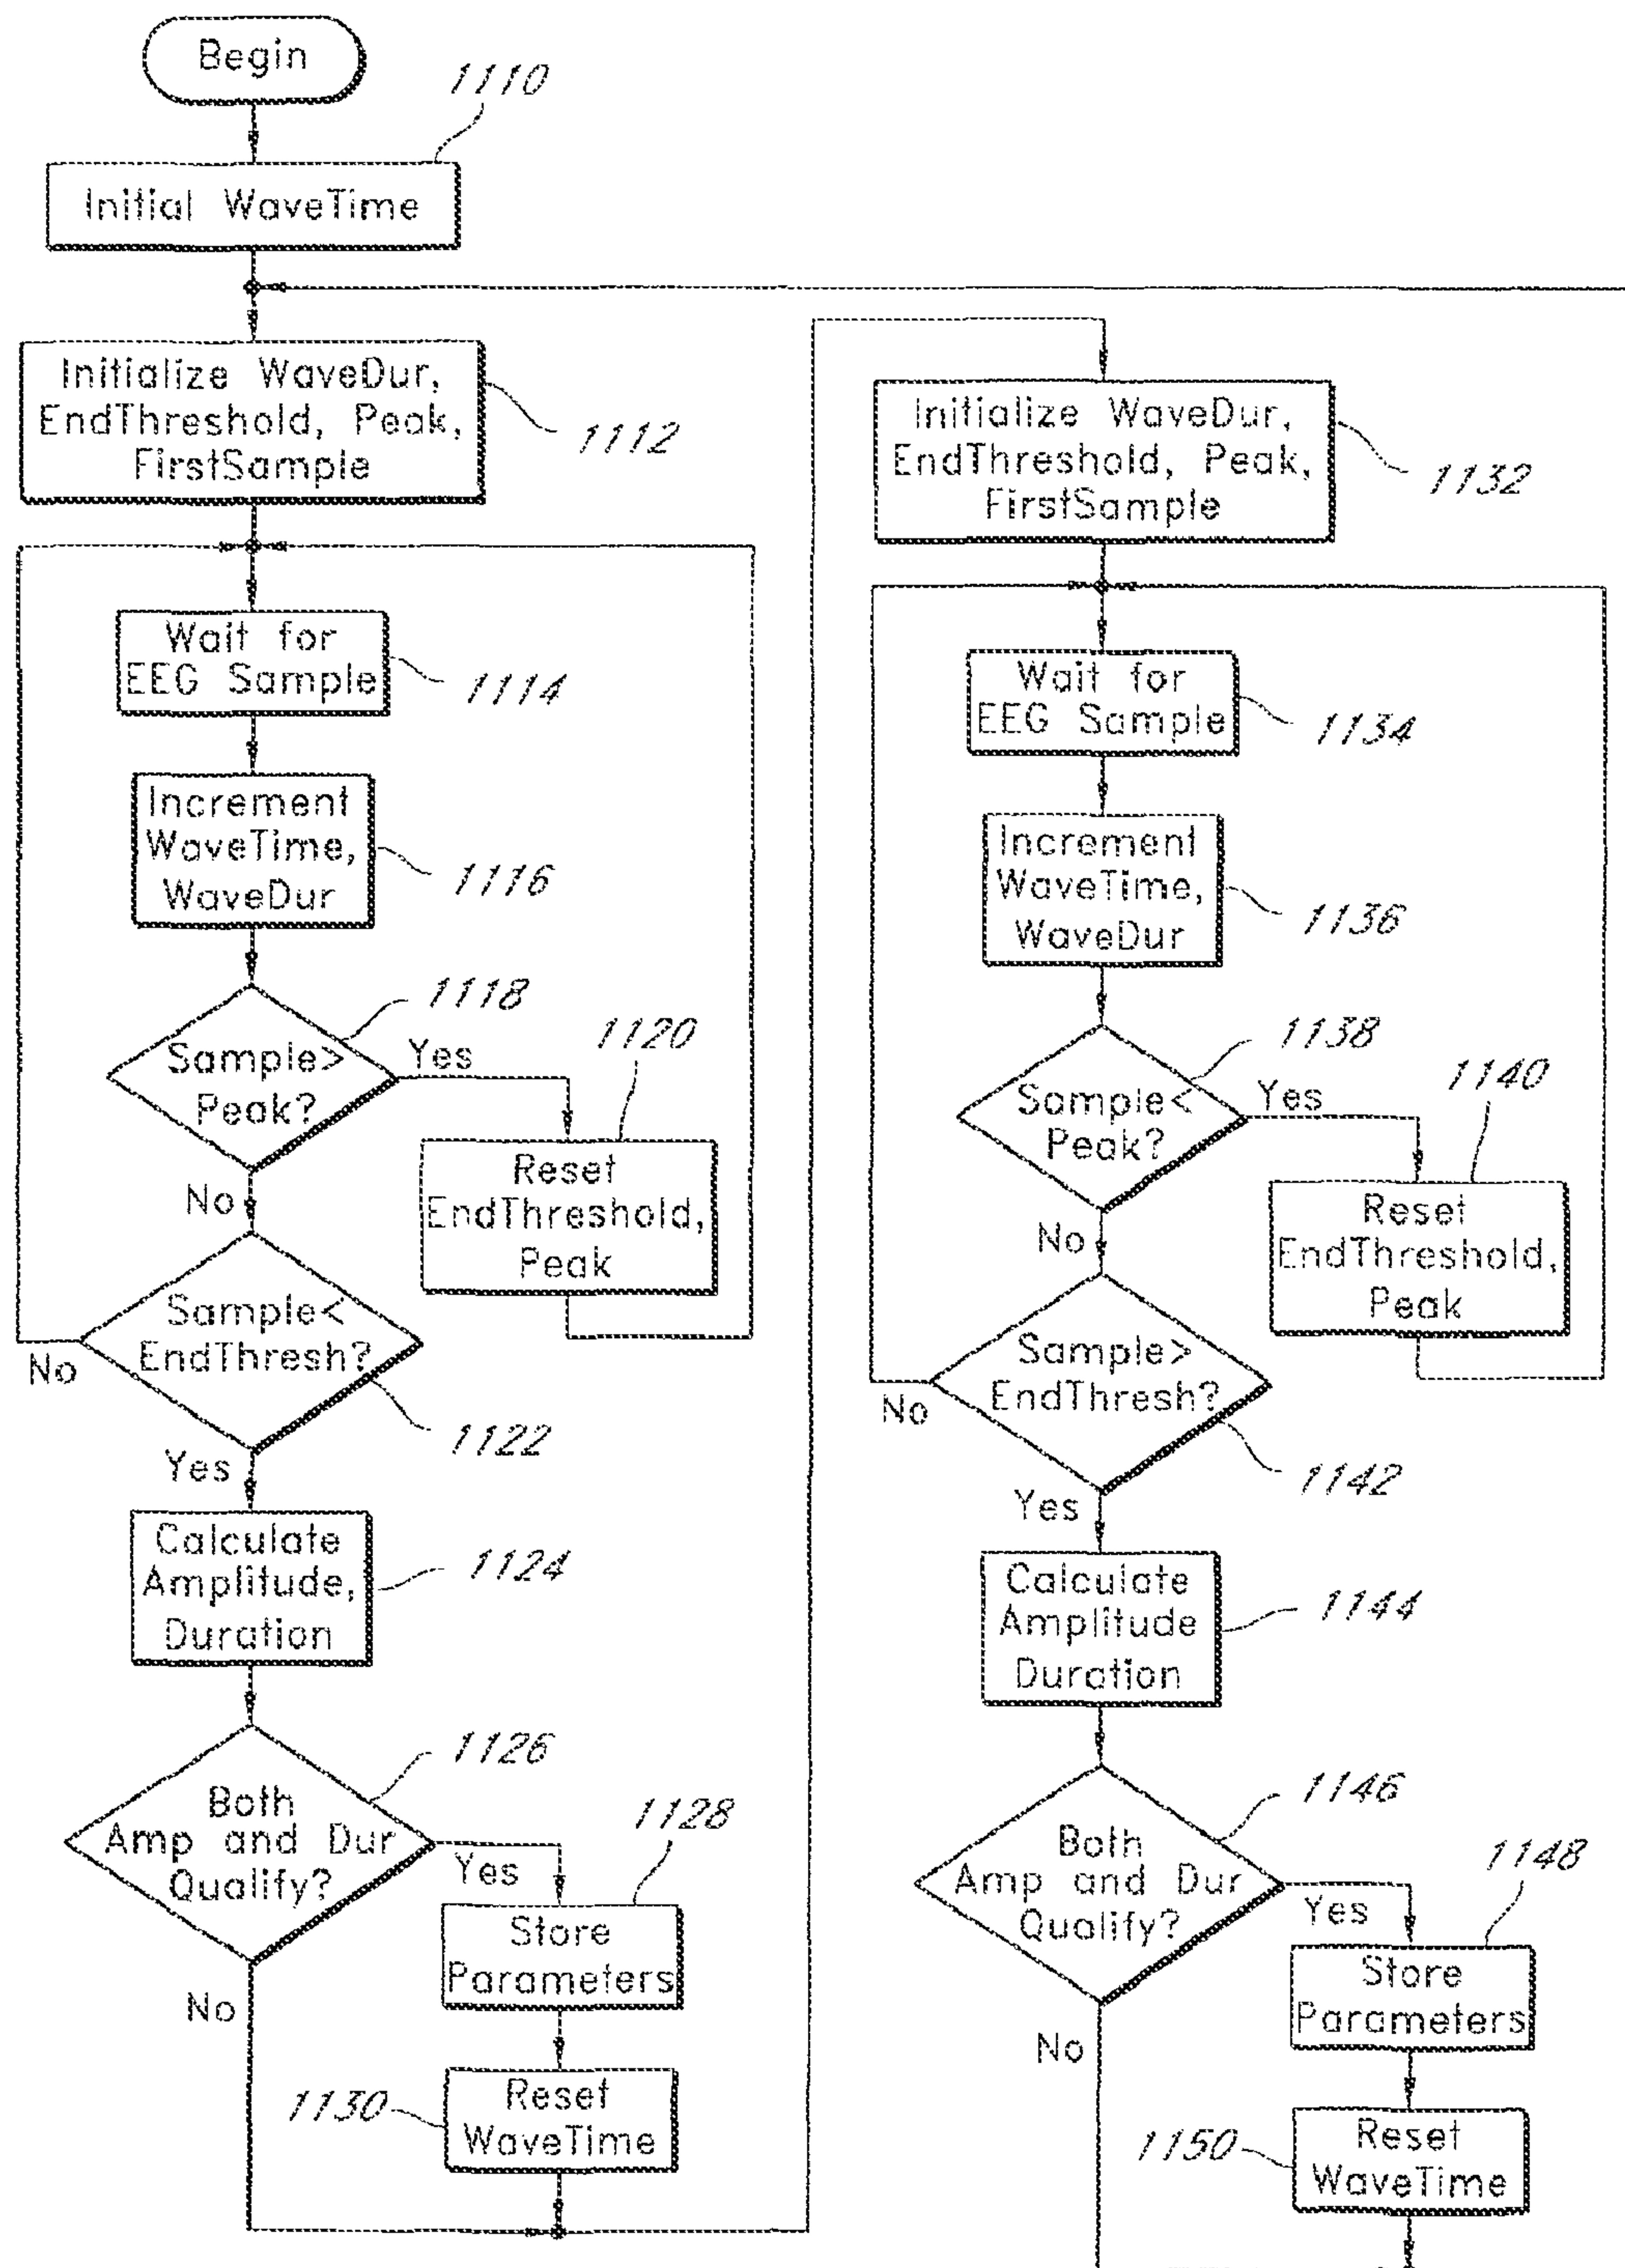 Begin
1110
Initial WaveTime
Initialize WaveDur,
EndThreshold, Peak,
FirstSample
1112
Wait for
EEG Sample
1114
Increment
WaveTime,
WaveDur
1116
1118
Sample>
Peak?
Yes
1120
Reset
EndThreshold,
Peak
No
Sample<
EndThresh?
No
1122
Yes
Calculate
Amplitude,
Duration
1124
1126
Both
Amp and Dur
Qualify?
Yes
1128
Store
Parameters
No
1130
Reset
WaveTime
Initialize WaveDur,
EndThreshold, Peak,
FirstSample
1132
Wait for
EEG Sample
1134
Increment
WaveTime,
WaveDur
1136
1138
Sample<
Peak?
Yes
1140
Reset
EndThreshold,
Peak
No
Sample>
EndThresh?
No
1142
Yes
Calculate
Amplitude
Duration
1144
1146
Both
Amp and Dur
Qualify?
Yes
1148
Store
Parameters
No
1150
Reset
WaveTime